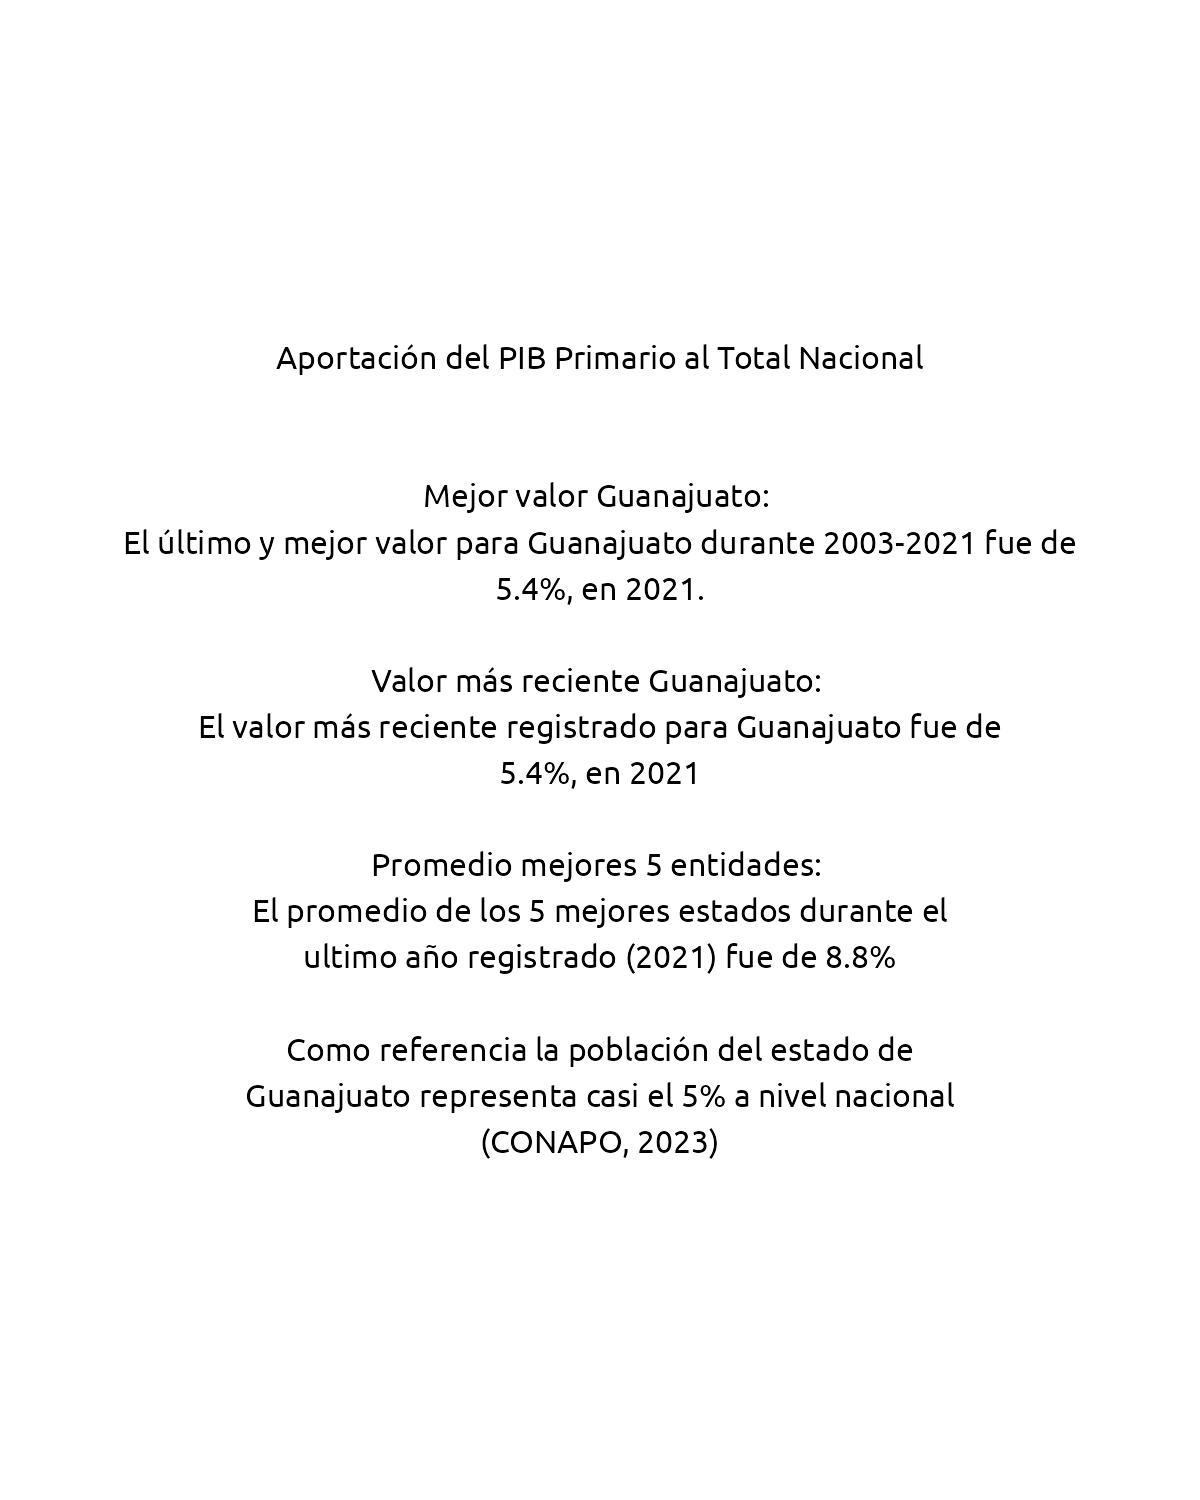 Aportación del PIB Primario al Total Nacional
Mejor valor Guanajuato:
El último y mejor valor para Guanajuato durante 2003-2021 fue de
5.4%, en 2021.
Valor más reciente Guanajuato:
El valor más reciente registrado para Guanajuato fue de
5.4%, en 2021
Promedio mejores 5 entidades:
El promedio de los 5 mejores estados durante el
ultimo año registrado (2021) fue de 8.8%
Como referencia la población del estado de
Guanajuato representa casi el 5% a nivel nacional
(CONAPO, 2023)